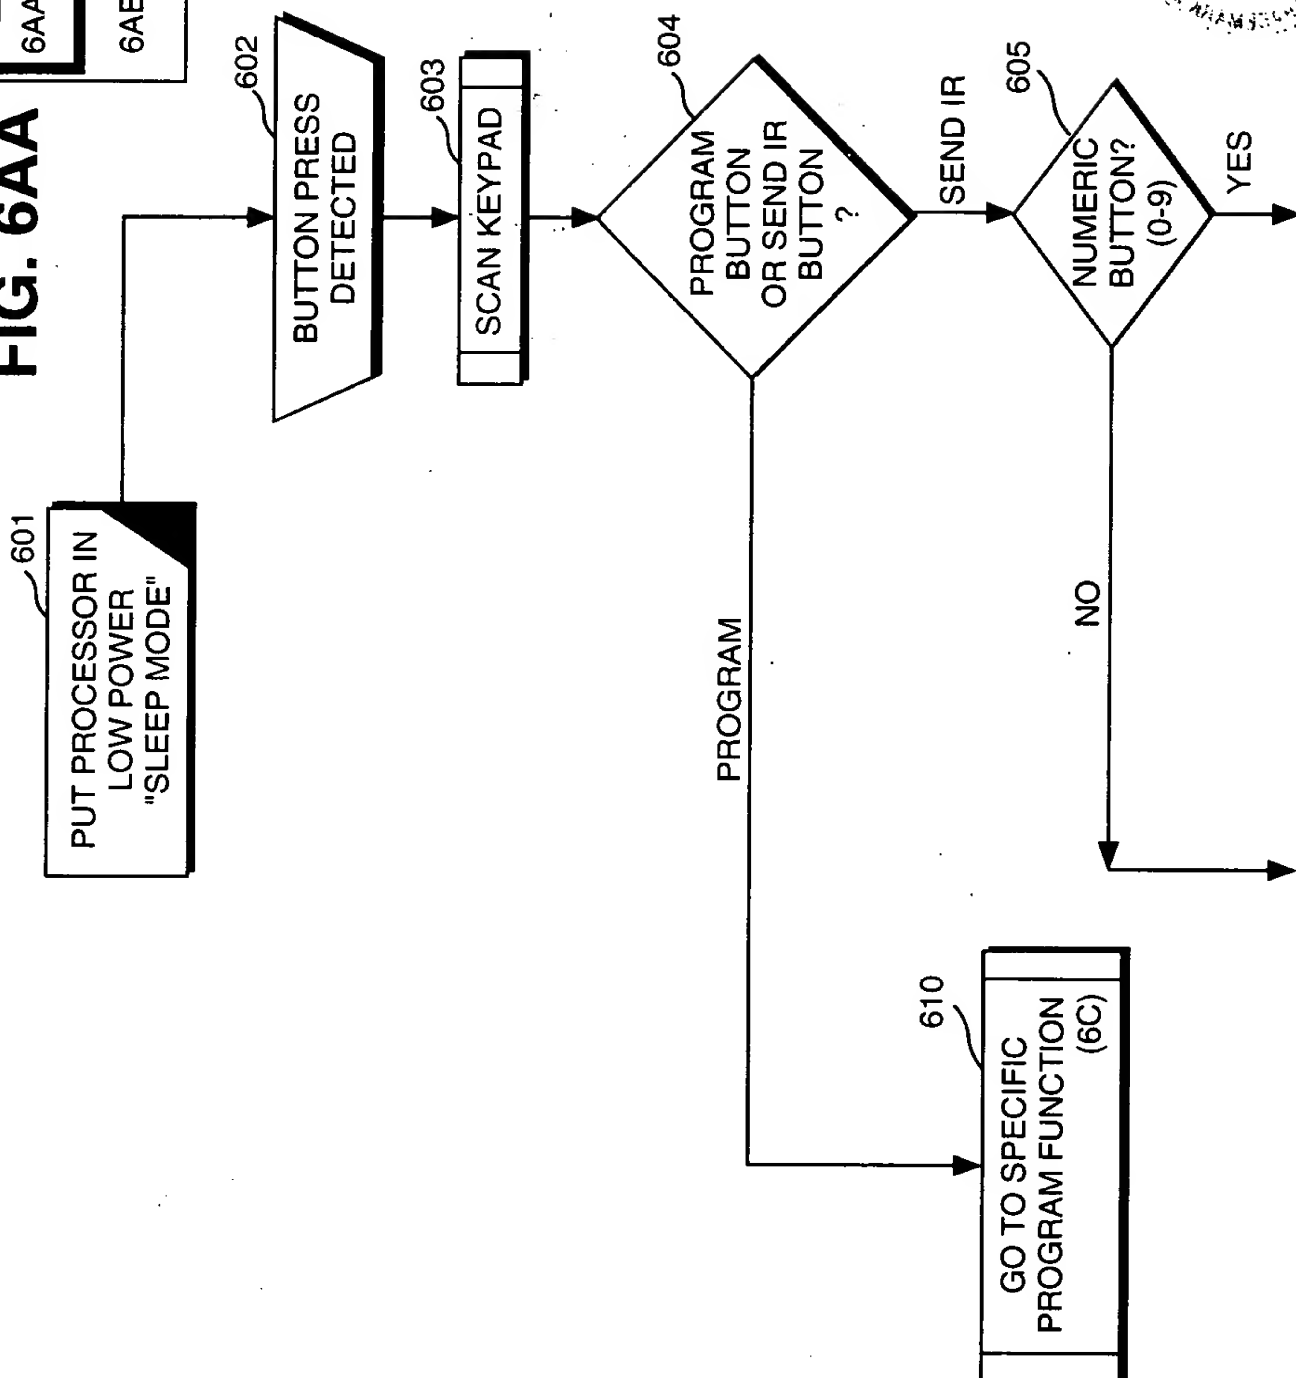 FIG. 6AA
6AA
6AE
601
PUT PROCESSOR IN
LOW POWER
"SLEEP MODE"
602
BUTTON PRESS
DETECTED
603
SCAN KEYPAD
604
PROGRAM
BUTTON
OR SEND IR
BUTTON
?
PROGRAM
SEND IR
605
NUMERIC
BUTTON?
(0-9)
NO
YES
610
GO TO SPECIFIC
PROGRAM FUNCTION
(6C)